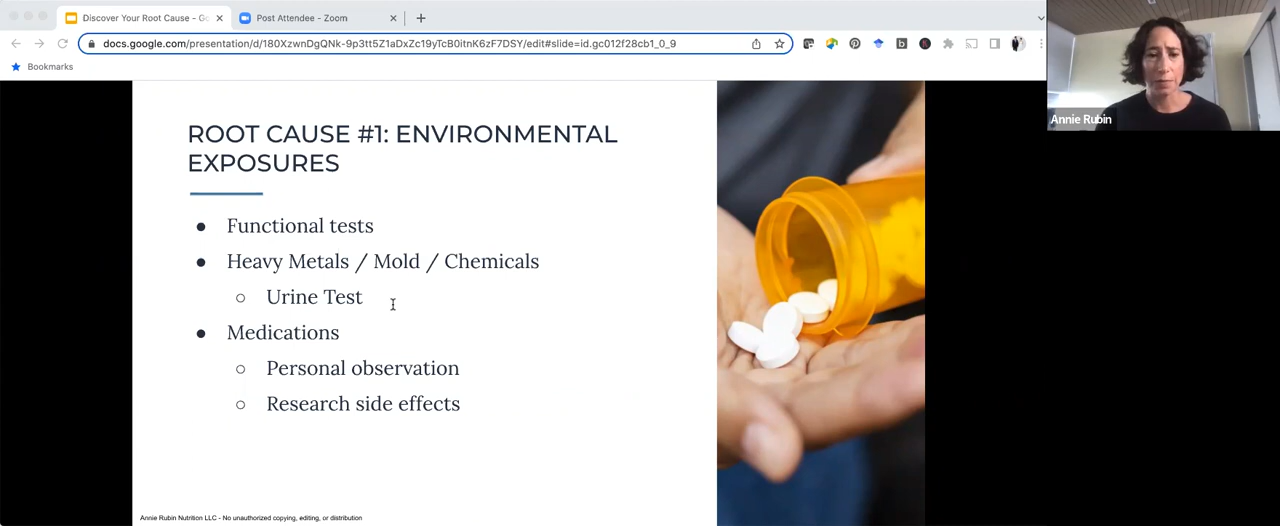 Discover Your Root Cause - Go
Post Attendee - Zoom
docs.google.com/presentation/d/180XzwnDgQNk-9p3tt5Z1aDxZc19yTcB0itnK6zF7DSY/edit#slide=id.gc012f28cb1_0_9
Bookmarks
Annie Rubin
ROOT CAUSE #1: ENVIRONMENTAL
EXPOSURES
● Functional tests
● Heavy Metals / Mold / Chemicals
○ Urine Test
● Medications
○ Personal observation
○ Research side effects
Annie Rubin Nutrition LLC - No unauthorized copying, editing, or distribution